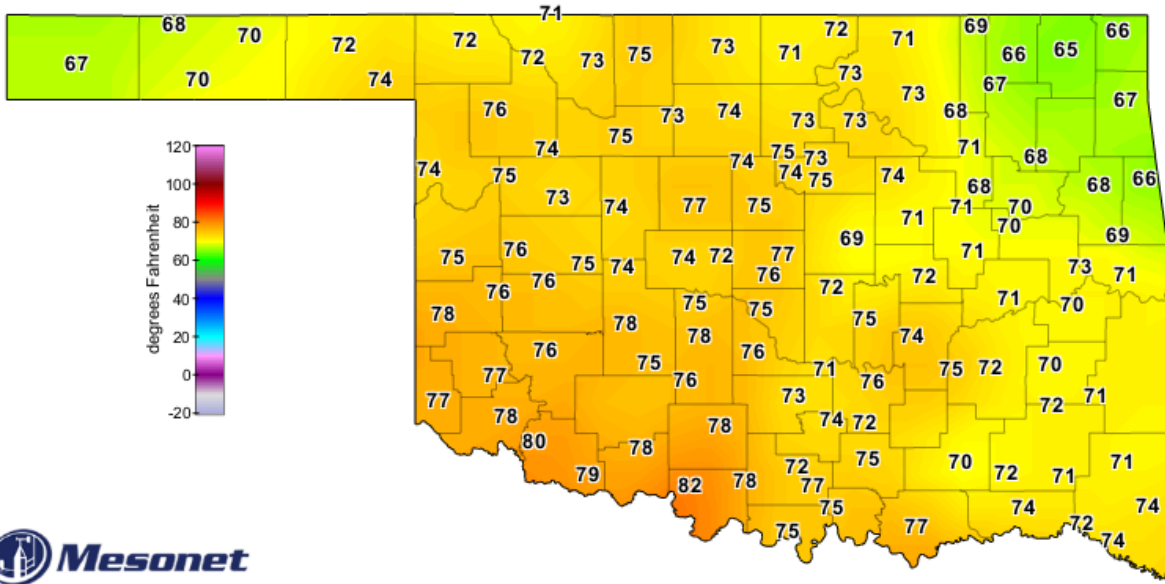 71
68 70 72 72 72 69 66
67 72 73 75 73 71 71 66 65
70 74 73 67
76 73 74 73 73 73 68 67
120
75 71
74 75 74 74 75 73 68
100 75 73 74 75 74 68 68 66
74 77 75 71 71 70
80 70
69 69
76 74 72 77 71
75 75 74 76 73 71
60 76 72 72
degrees Fahrenheit
76 75 75 71 70
40 78 78 75
78 74
20 76 75 76 71 75 72 70
0 77 76 76
77 73 72 71
-20 78 78 74 72
80 78 75 70 71
79 72 72 71
82 78 77
75 74 74
75 77 72
74
Mesonet